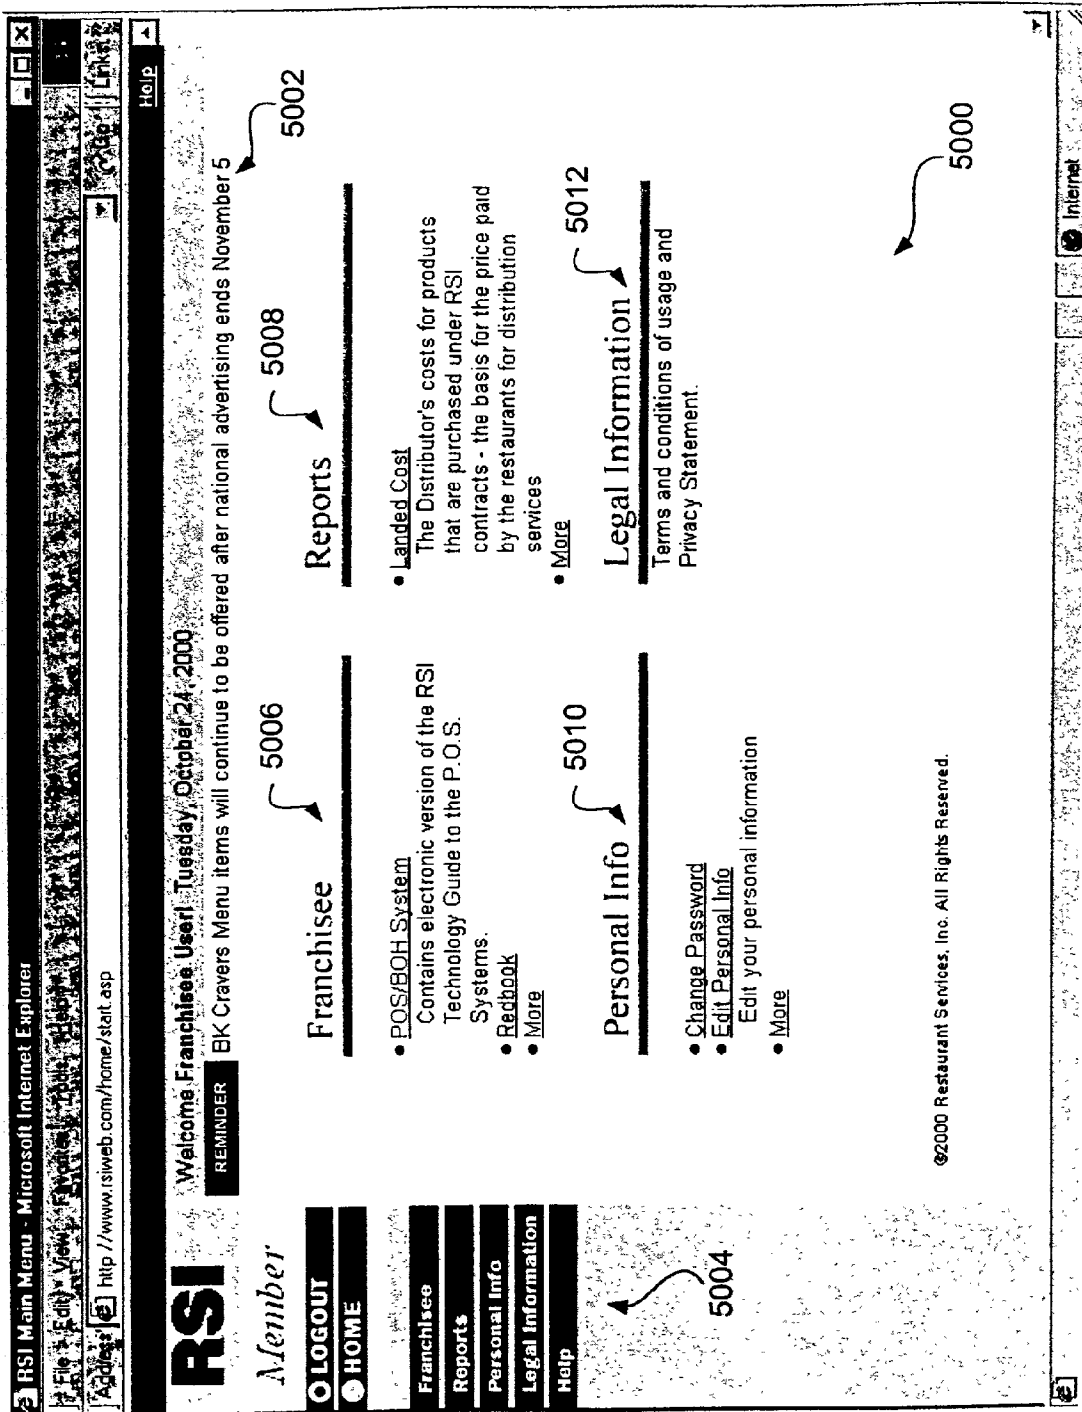 RSI Main Menu - Microsoft Internet Explorer
File Edit View Favorites Tools Help
Address http://www.rsiweb.com/home/start.asp Go Links
Help
RSI
Welcome Franchisee User! Tuesday, October 24, 2000
REMINDER BK Cravers Menu items will continue to be offered after national advertising ends November 5
5002
Member
LOGOUT
HOME
Franchisee
Reports
Personal Info
Legal Information
Help
5004
Franchisee
5006
• POS/BOH System
Contains electronic version of the RSI
Technology Guide to the P.O.S.
Systems.
• Redbook
• More
Reports
5008
• Landed Cost
The Distributor's costs for products
that are purchased under RSI
contracts - the basis for the price paid
by the restaurants for distribution
services
• More
Personal Info
5010
• Change Password
• Edit Personal Info
Edit your personal information
• More
Legal Information
5012
Terms and conditions of usage and
Privacy Statement.
5000
©2000 Restaurant Services, Inc. All Rights Reserved.
Internet